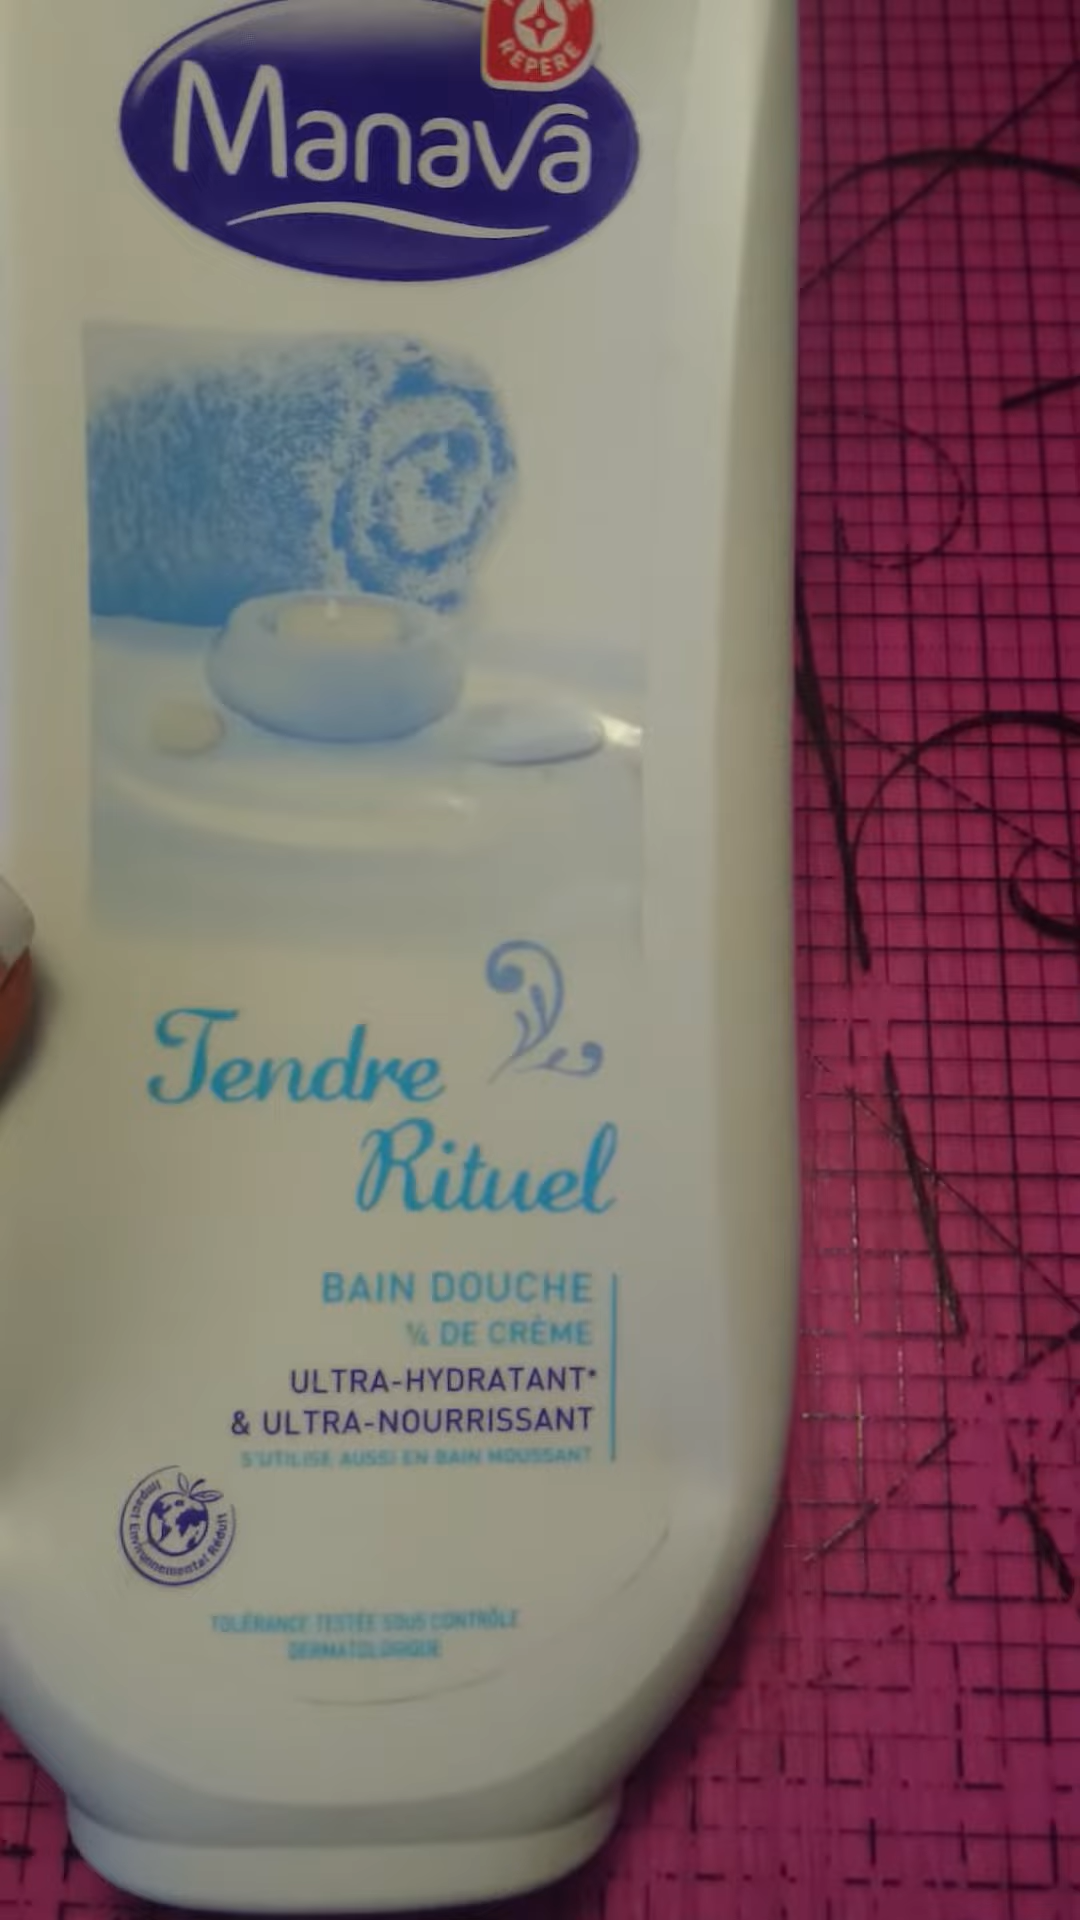 REPÈRE
Manava
Tendre
Rituel
BAIN DOUCHE
¼ DE CRÈME
ULTRA-HYDRATANT*
& ULTRA-NOURRISSANT
S'UTILISE AUSSI EN BAIN MOUSSANT
Impact Environnemental Réduit
TOLÉRANCE TESTÉE SOUS CONTRÔLE
DERMATOLOGIQUE